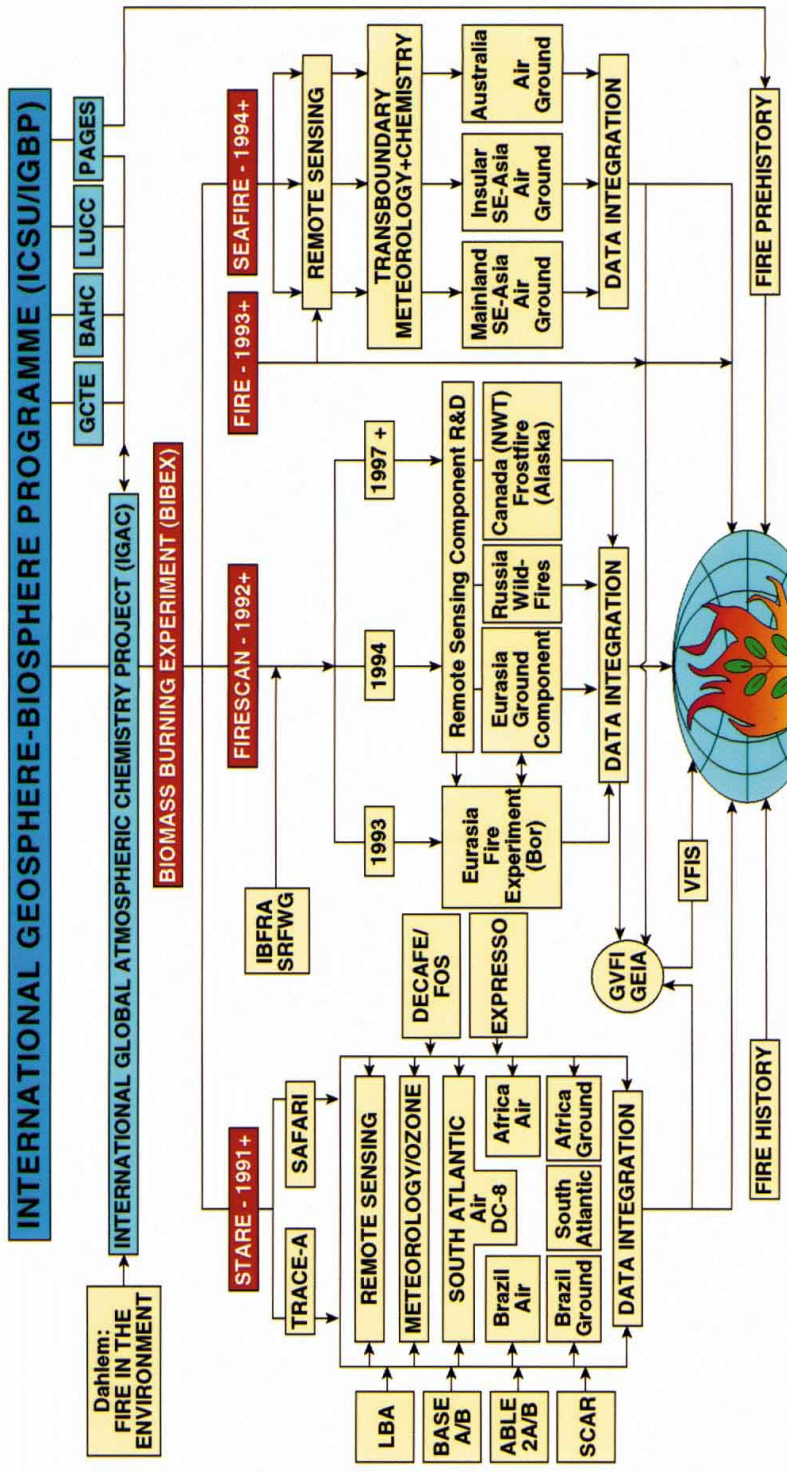 INTERNATIONAL GEOSPHERE-BIOSPHERE PROGRAMME (ICSU/IGBP)
GCTE
BAHC
LUCC
PAGES
Dahlem:
FIRE IN THE
ENVIRONMENT
INTERNATIONAL GLOBAL ATMOSPHERIC CHEMISTRY PROJECT (IGAC)
BIOMASS BURNING EXPERIMENT (BIBEX)
STARE - 1991+
FIRESCAN - 1992+
FIRE - 1993+
SEAFIRE - 1994+
TRACE-A
SAFARI
IBFRA
SRFWG
LBA
BASE
A/B
ABLE
2A/B
SCAR
REMOTE SENSING
METEOROLOGY/OZONE
SOUTH ATLANTIC
Air
DC-8
Brazil
Air
Africa
Air
Brazil
Ground
South
Atlantic
Africa
Ground
DATA INTEGRATION
DECAFE/
FOS
EXPRESSO
1993
1994
1997 +
Remote Sensing Component R&D
Eurasia
Fire
Experiment
(Bor)
Eurasia
Ground
Component
Russia
Wild-
Fires
Canada (NWT)
Frostfire
(Alaska)
DATA INTEGRATION
REMOTE SENSING
TRANSBOUNDARY
METEOROLOGY+CHEMISTRY
Mainland
SE-Asia
Air
Ground
Insular
SE-Asia
Air
Ground
Australia
Air
Ground
DATA INTEGRATION
GVFI
GEIA
VFIS
FIRE HISTORY
FIRE PREHISTORY